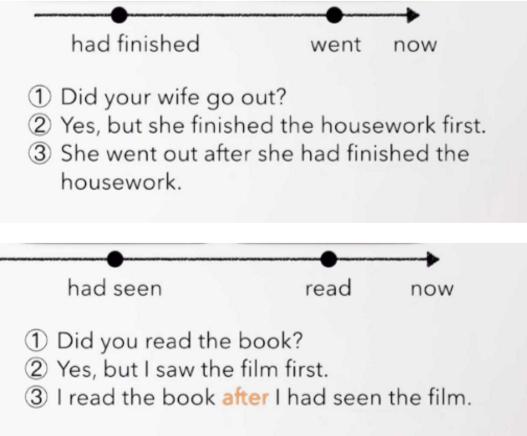 had finished went now
① Did your wife go out?
② Yes, but she finished the housework first.
③ She went out after she had finished the
housework.
had seen read now
① Did you read the book?
② Yes, but I saw the film first.
③ I read the book after I had seen the film.